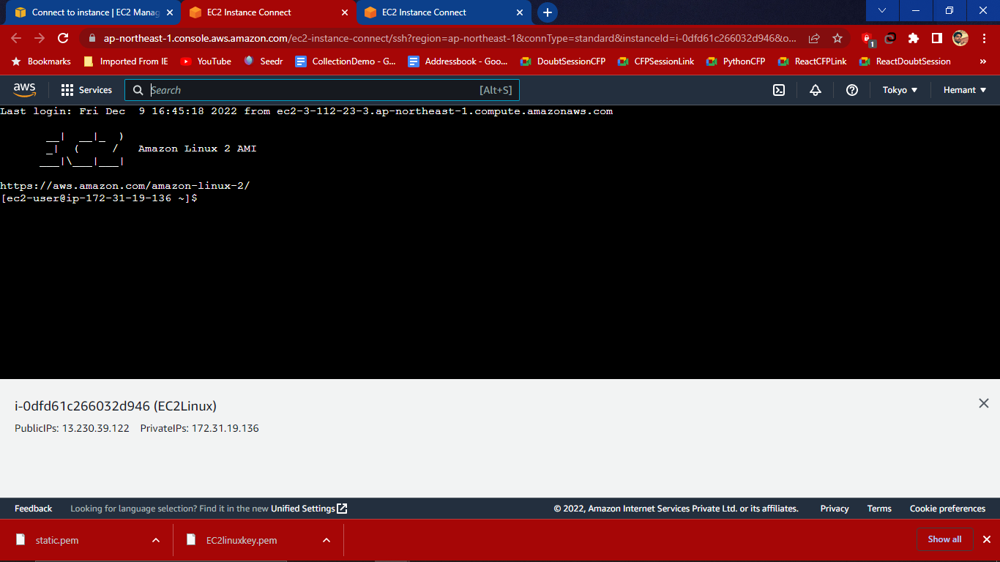 Connect to instance | EC2 Manag
EC2 Instance Connect
EC2 Instance Connect
ap-northeast-1.console.aws.amazon.com/ec2-instance-connect/ssh?region=ap-northeast-1&connType=standard&instanceId=i-0dfd61c266032d946&o...
1
Bookmarks
Imported From IE
YouTube
Seedr
CollectionDemo - G...
Addressbook - Goo...
DoubtSessionCFP
CFPSessionLink
PythonCFP
ReactCFPLink
ReactDoubtSession
»
aws
Services
Search
[Alt+S]
Tokyo
Hemant
Last login: Fri Dec  9 16:45:18 2022 from ec2-3-112-23-3.ap-northeast-1.compute.amazonaws.com
       __|  __|_  )
       _|  (     /   Amazon Linux 2 AMI
      ___|\___|___|
https://aws.amazon.com/amazon-linux-2/
[ec2-user@ip-172-31-19-136 ~]$
i-0dfd61c266032d946 (EC2Linux)
PublicIPs: 13.230.39.122 PrivateIPs: 172.31.19.136
Feedback
Looking for language selection? Find it in the new Unified Settings
© 2022, Amazon Internet Services Private Ltd. or its affiliates.
Privacy
Terms
Cookie preferences
static.pem
EC2linuxkey.pem
Show all